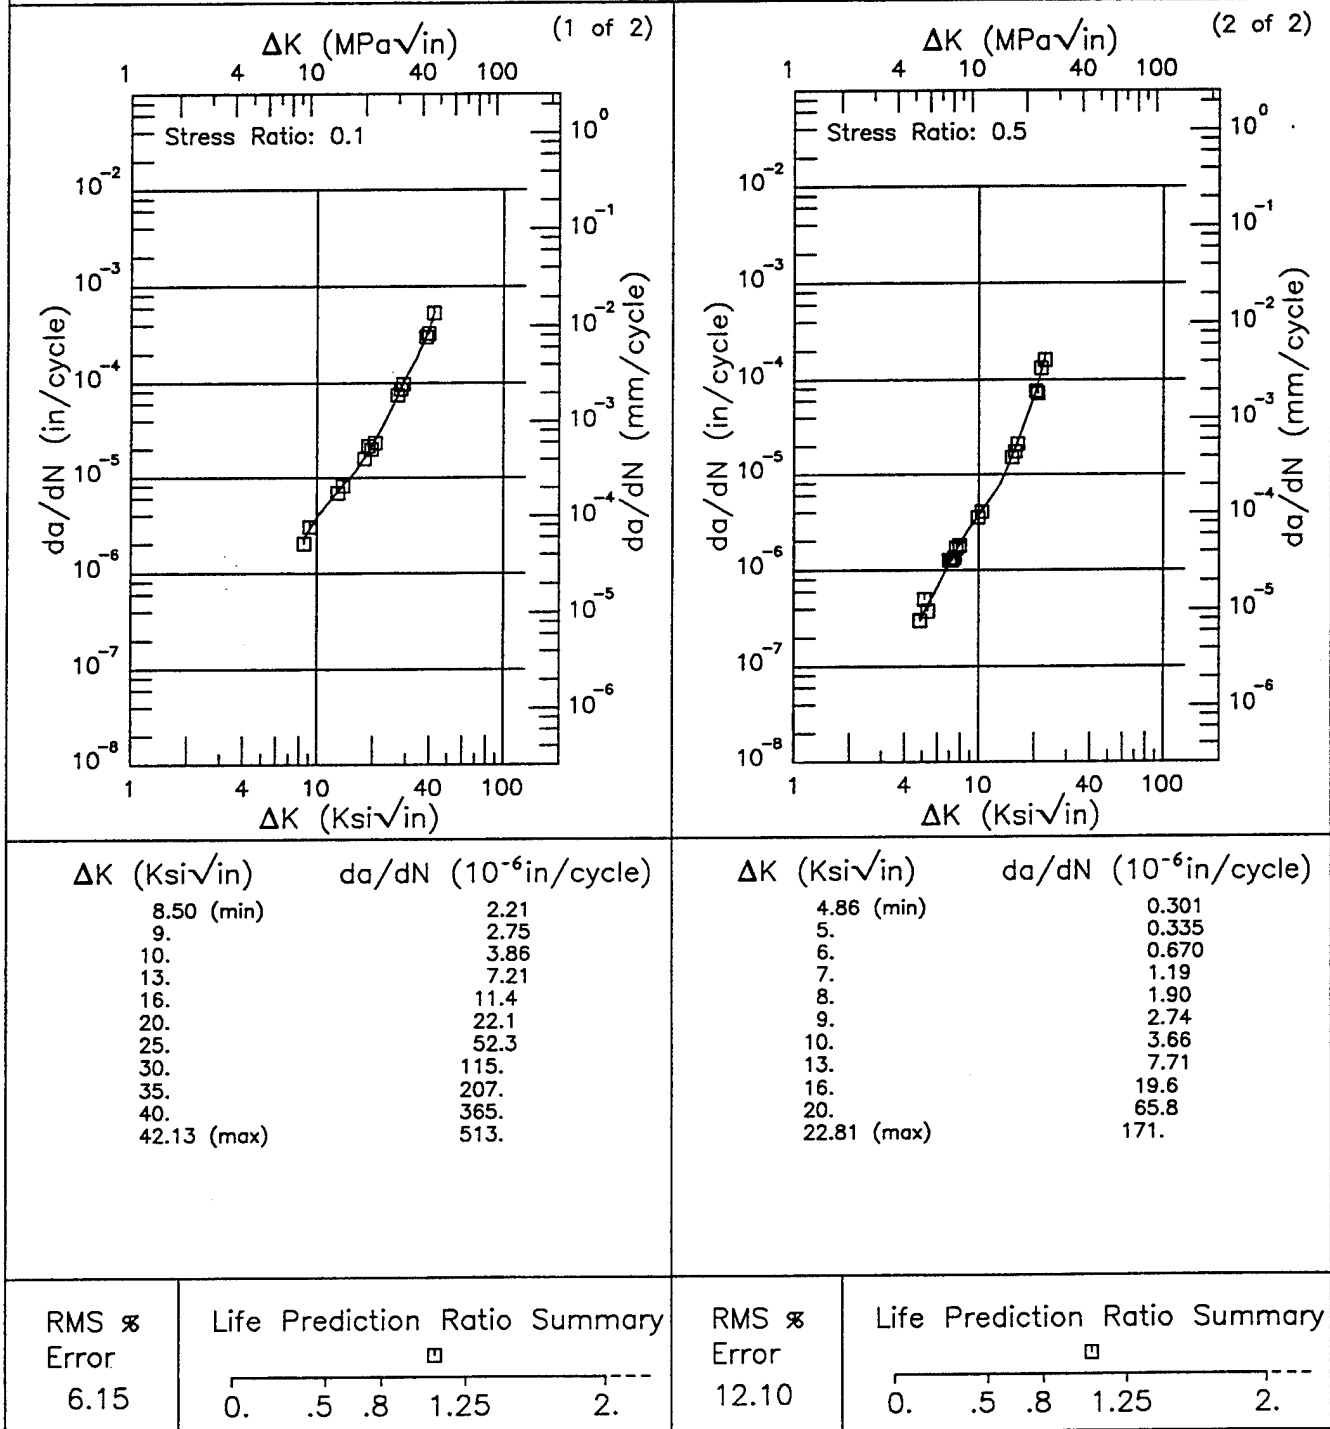 (1 of 2)
ΔK (MPa√in)
1 4 10 40 100
Stress Ratio: 0.1
da/dN (in/cycle)
10⁻²
10⁻³
10⁻⁴
10⁻⁵
10⁻⁶
10⁻⁷
10⁻⁸
10⁰
10⁻¹
10⁻²
10⁻³
10⁻⁴
10⁻⁵
10⁻⁶
da/dN (mm/cycle)
1 4 10 40 100
ΔK (Ksi√in)
ΔK (Ksi√in) da/dN (10⁻⁶in/cycle)
8.50 (min) 2.21
9. 2.75
10. 3.86
13. 7.21
16. 11.4
20. 22.1
25. 52.3
30. 115.
35. 207.
40. 365.
42.13 (max) 513.
RMS %
Error
6.15
Life Prediction Ratio Summary
0. .5 .8 1.25 2.
(2 of 2)
ΔK (MPa√in)
1 4 10 40 100
Stress Ratio: 0.5
da/dN (in/cycle)
10⁻²
10⁻³
10⁻⁴
10⁻⁵
10⁻⁶
10⁻⁷
10⁻⁸
10⁰
10⁻¹
10⁻²
10⁻³
10⁻⁴
10⁻⁵
10⁻⁶
da/dN (mm/cycle)
1 4 10 40 100
ΔK (Ksi√in)
ΔK (Ksi√in) da/dN (10⁻⁶in/cycle)
4.86 (min) 0.301
5. 0.335
6. 0.670
7. 1.19
8. 1.90
9. 2.74
10. 3.66
13. 7.71
16. 19.6
20. 65.8
22.81 (max) 171.
RMS %
Error
12.10
Life Prediction Ratio Summary
0. .5 .8 1.25 2.